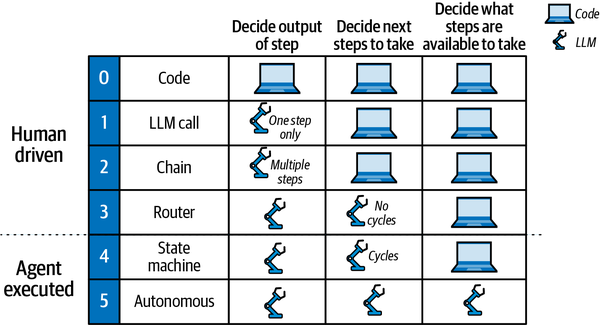 Decide output
of step
Decide next
steps to take
Decide what
steps are
available to take
Code
LLM
Human
driven
0
Code
1
LLM call
One step
only
2
Chain
Multiple
steps
3
Router
No
cycles
Agent
executed
4
State
machine
Cycles
5
Autonomous